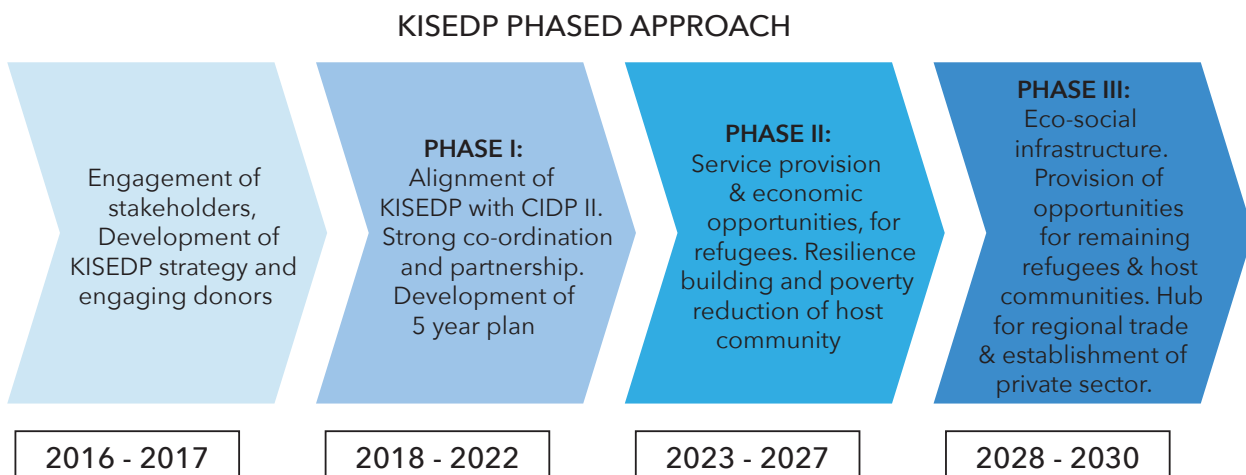 KISEDP PHASED APPROACH
Engagement of
stakeholders,
Development of
KISEDP strategy and
engaging donors
2016 - 2017
PHASE I:
Alignment of
KISEDP with CIDP II.
Strong co-ordination
and partnership.
Development of
5 year plan
2018 - 2022
PHASE II:
Service provision
& economic
opportunities, for
refugees. Resilience
building and poverty
reduction of host
community
2023 - 2027
PHASE III:
Eco-social
infrastructure.
Provision of
opportunities
for remaining
refugees & host
communities. Hub
for regional trade
& establishment of
private sector.
2028 - 2030